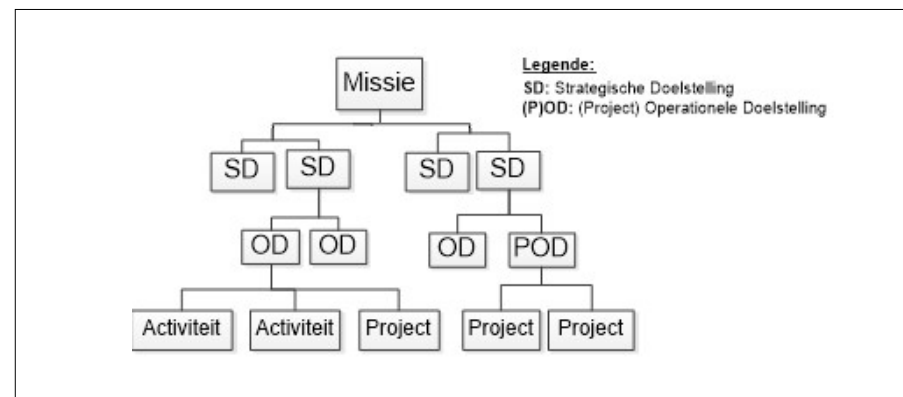 Missie
Legende:
SD: Strategische Doelstelling
(P)OD: (Project) Operationele Doelstelling
SD SD SD SD
OD OD OD POD
Activiteit Activiteit Project Project Project